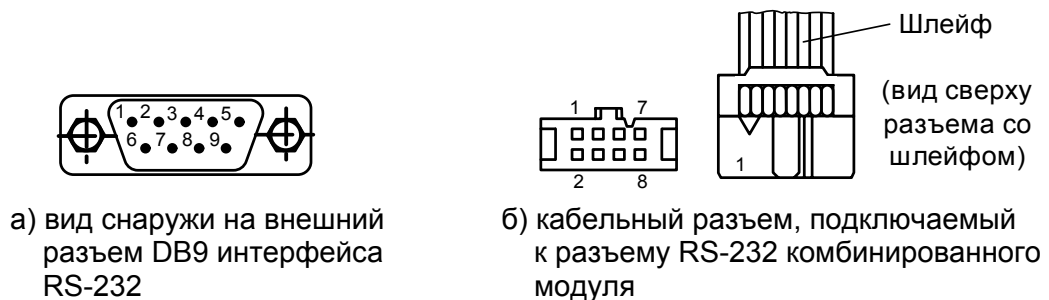 1 2 3 4 5
6 7 8 9
а) вид снаружи на внешний
разъем DB9 интерфейса
RS-232
1 7
2 8
1
Шлейф
(вид сверху
разъема со
шлейфом)
б) кабельный разъем, подключаемый
к разъему RS-232 комбинированного
модуля